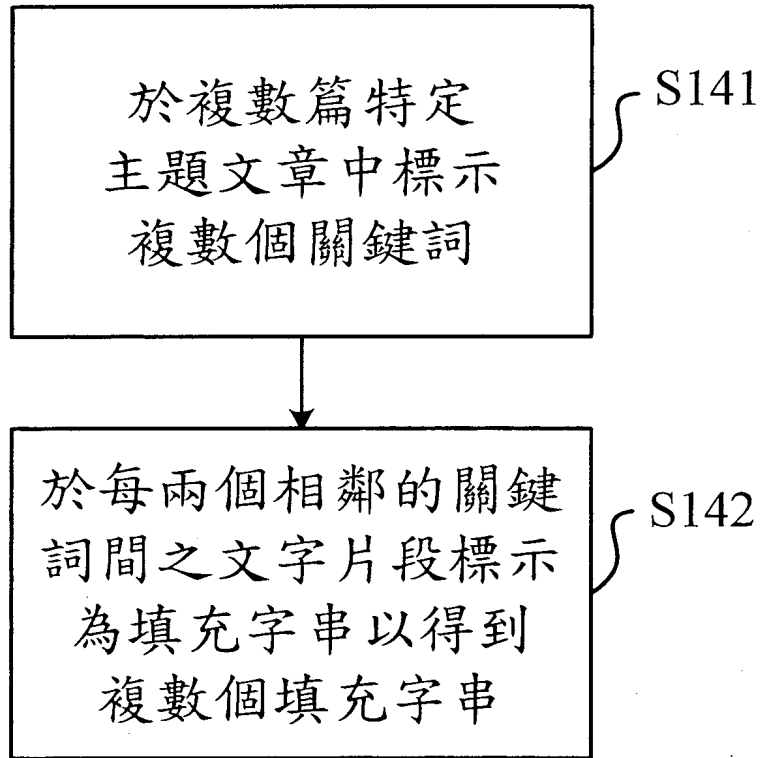 於複數篇特定
主題文章中標示
複數個關鍵詞
S141
於每兩個相鄰的關鍵
詞間之文字片段標示
為填充字串以得到
複數個填充字串
S142